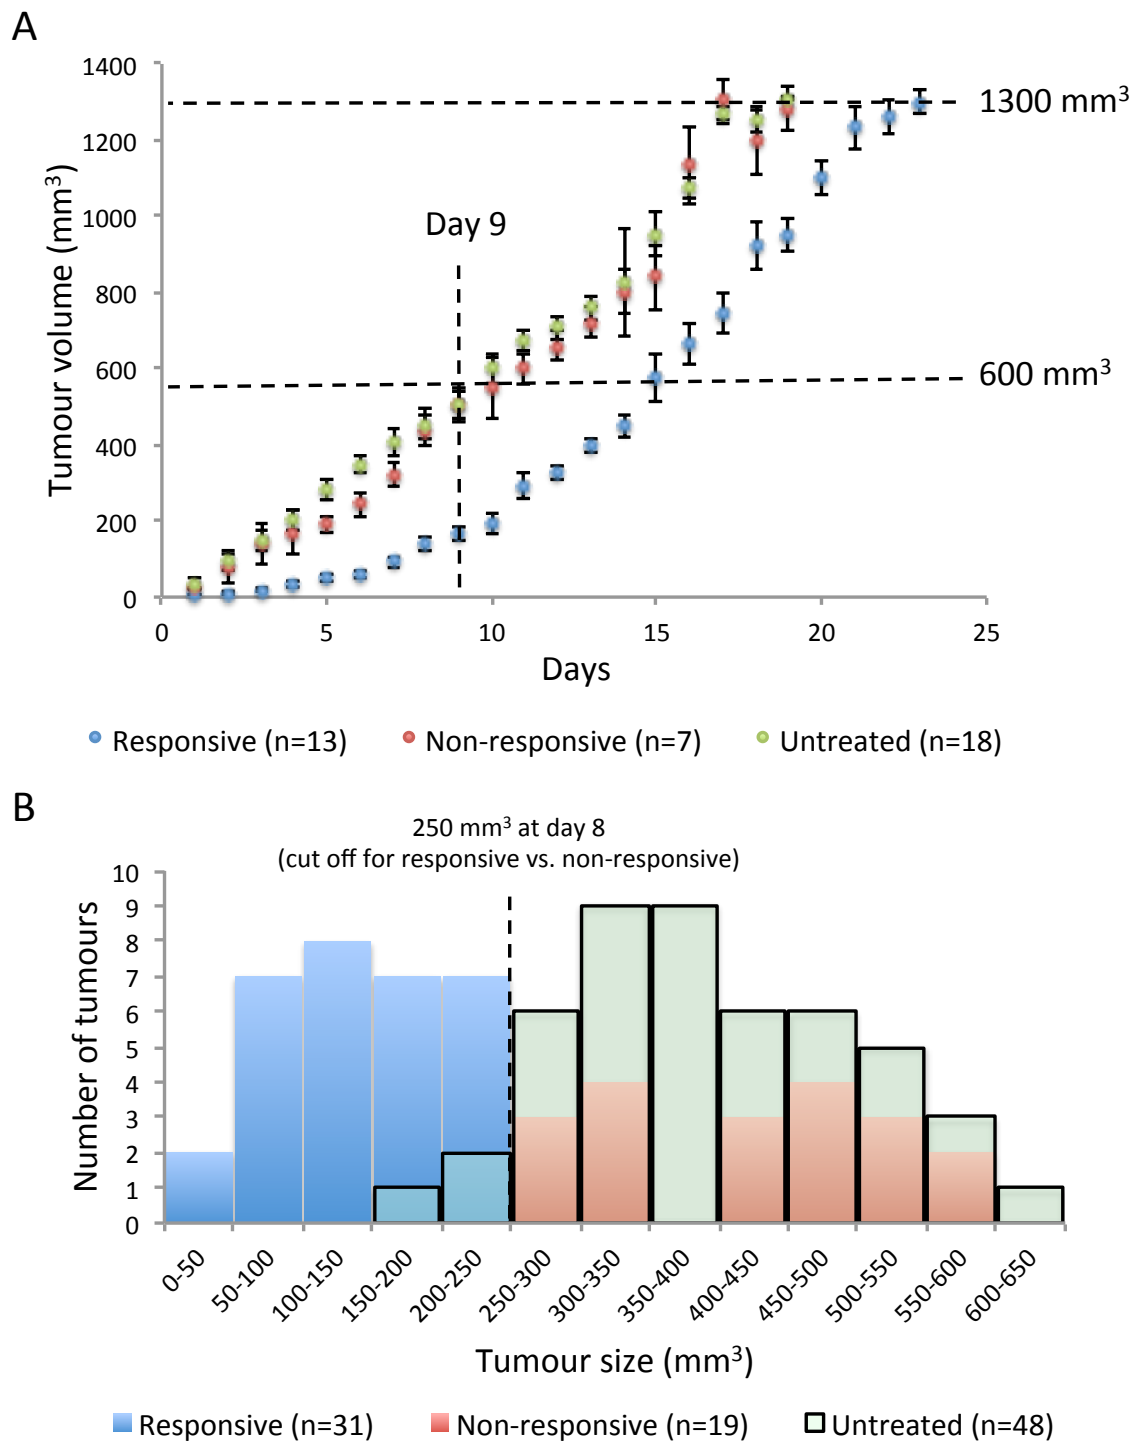 A
1400
1200
1000
800
600
400
200
0
Tumour volume (mm³)
1300 mm³
Day 9
600 mm³
0 5 10 15 20 25
Days
Responsive (n=13) Non-responsive (n=7) Untreated (n=18)
B
250 mm³ at day 8
(cut off for responsive vs. non-responsive)
10
9
8
7
6
5
4
3
2
1
0
Number of tumours
0-50 50-100 100-150 150-200 200-250 250-300 300-350 350-400 400-450 450-500 500-550 550-600 600-650
Tumour size (mm³)
Responsive (n=31) Non-responsive (n=19) Untreated (n=48)